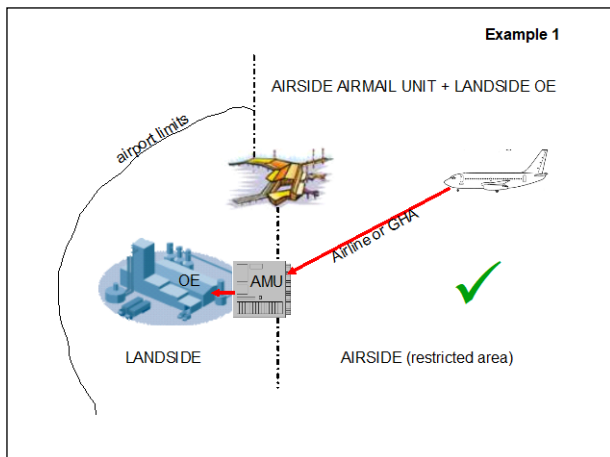 Example 1
AIRSIDE AIRMAIL UNIT + LANDSIDE OE
airport limits
Airline or GHA
OE
AMU
LANDSIDE
AIRSIDE (restricted area)